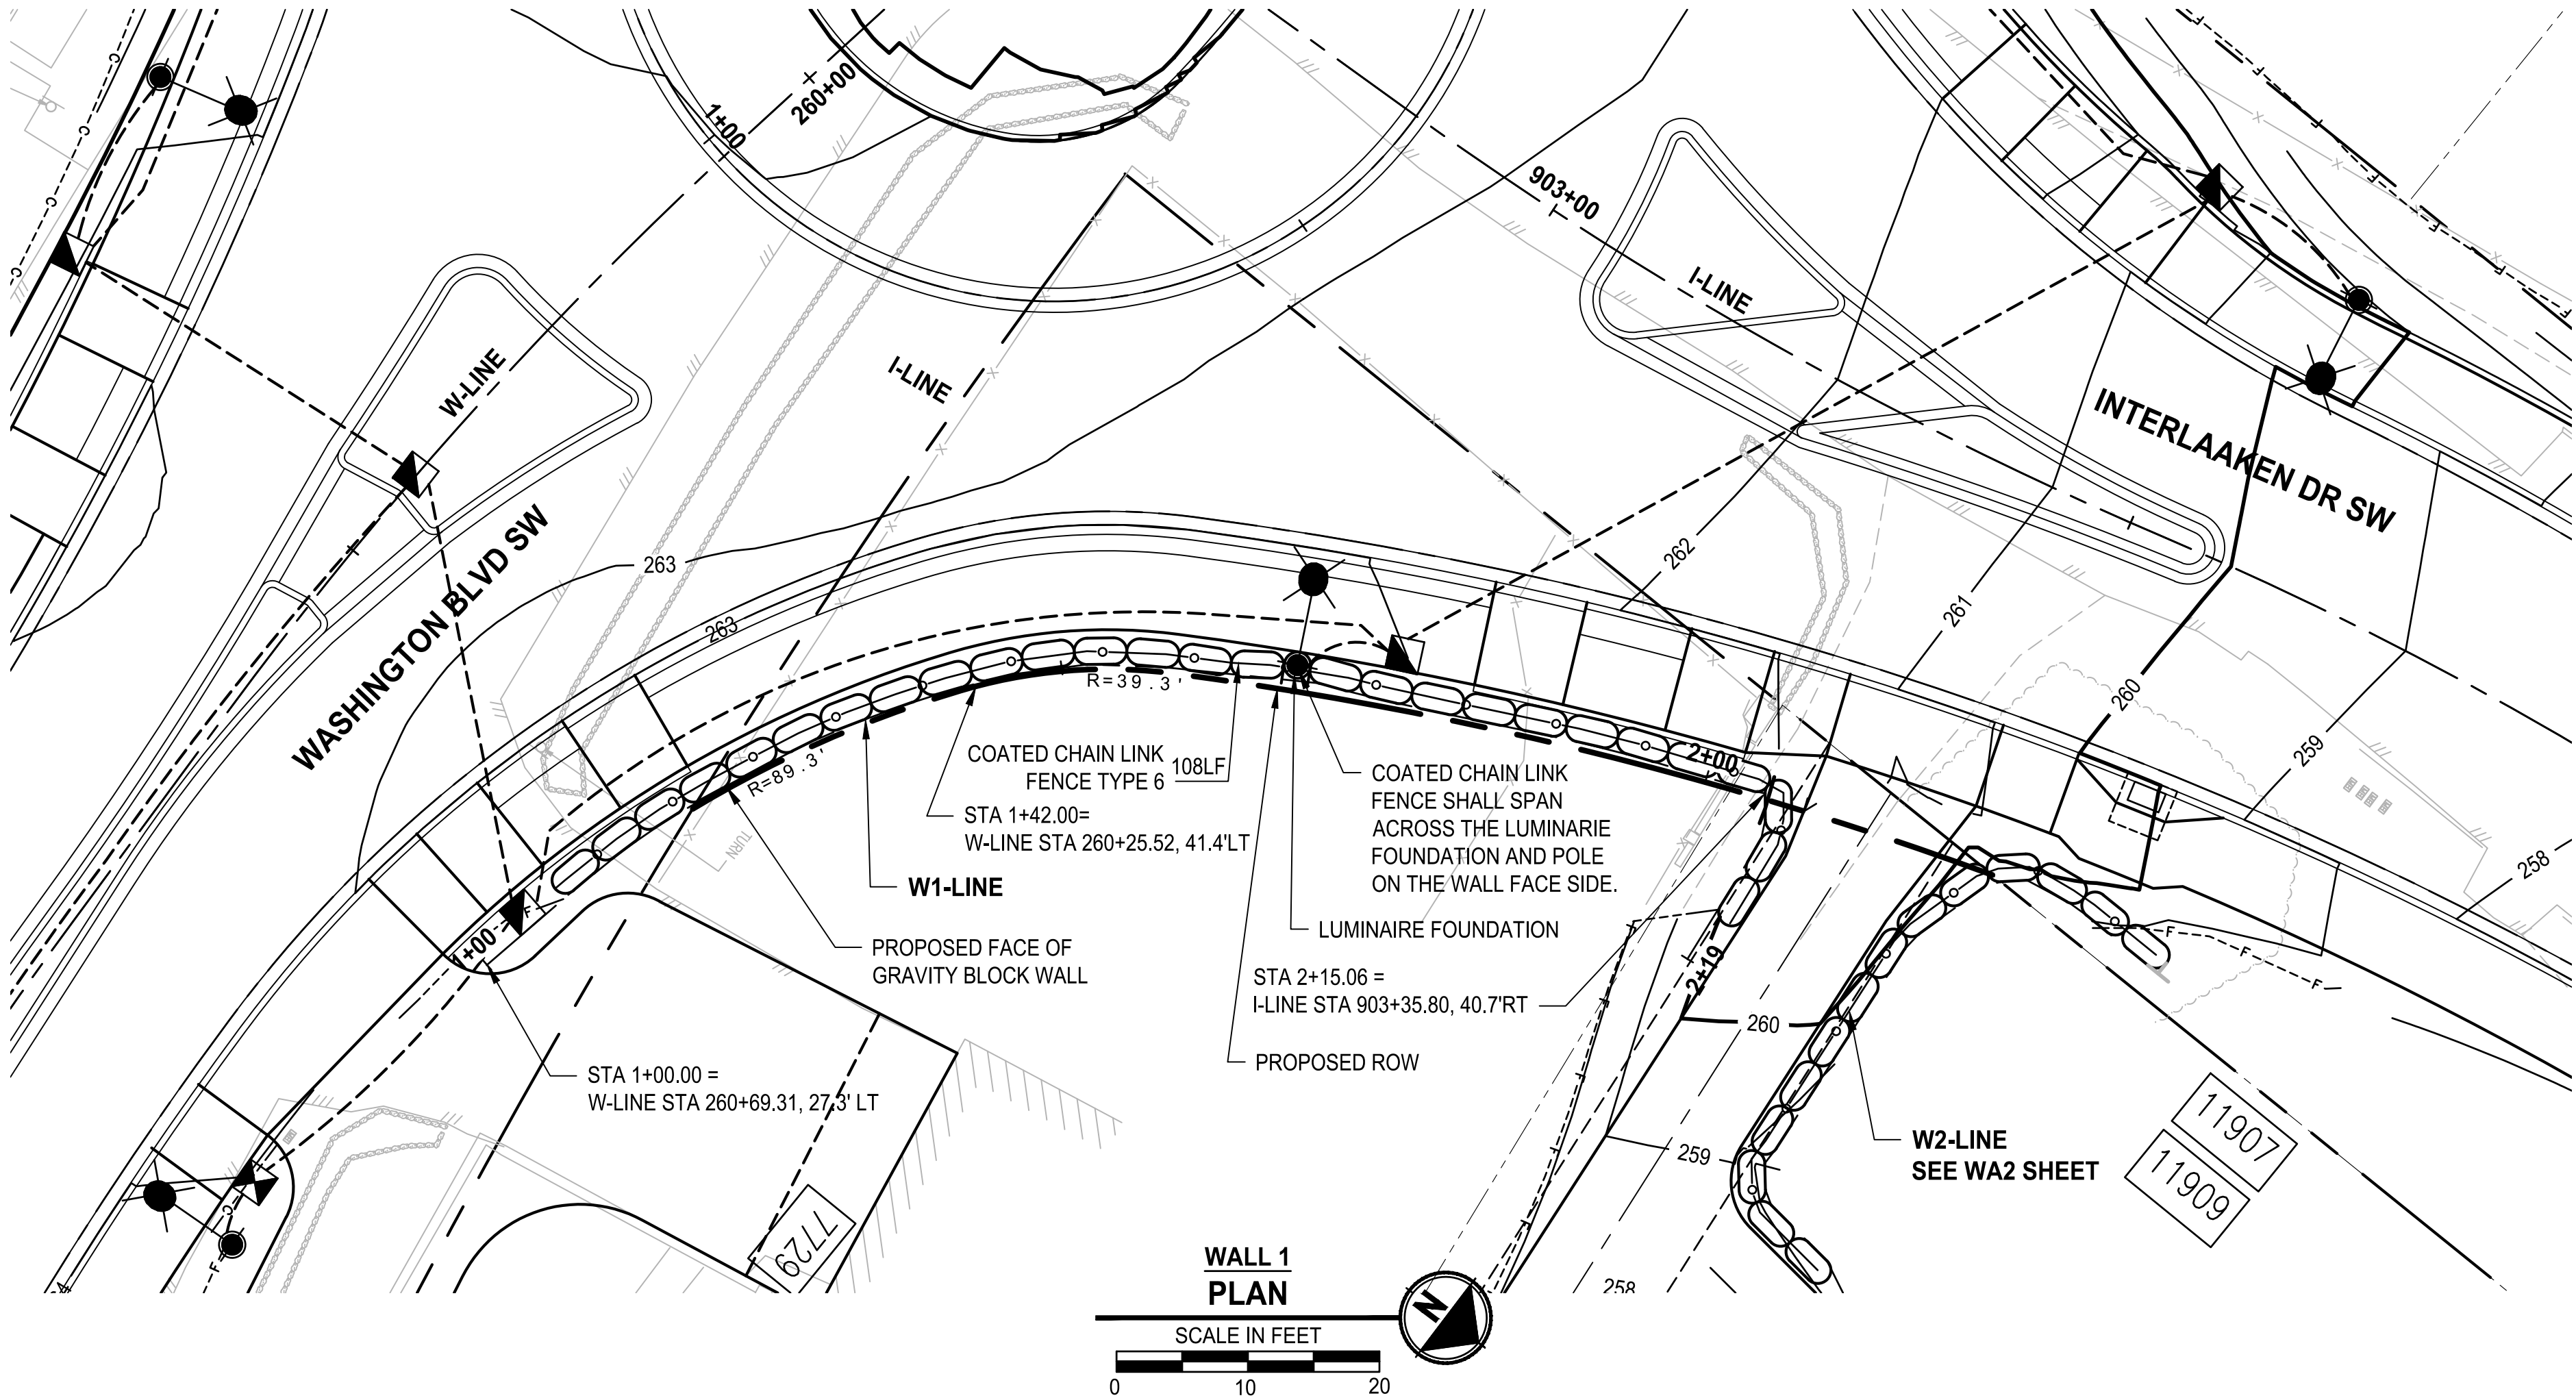 1+00
260+00
903+00
I-LINE
I-LINE
W-LINE
INTERLAAKEN DR SW
WASHINGTON BLVD SW
263
263
262
261
260
259
258
R=39.3'
R=89.3'
2+00
COATED CHAIN LINK
FENCE TYPE 6
108LF
STA 1+42.00=
W-LINE STA 260+25.52, 41.4'LT
W1-LINE
COATED CHAIN LINK
FENCE SHALL SPAN
ACROSS THE LUMINARIE
FOUNDATION AND POLE
ON THE WALL FACE SIDE.
TURN
PROPOSED FACE OF
GRAVITY BLOCK WALL
LUMINAIRE FOUNDATION
1+00
2+19
STA 2+15.06 =
I-LINE STA 903+35.80, 40.7'RT
260
PROPOSED ROW
STA 1+00.00 =
W-LINE STA 260+69.31, 27.3' LT
259
W2-LINE
SEE WA2 SHEET
11907
11909
7729
258
WALL 1
PLAN
N
SCALE IN FEET
0 10 20